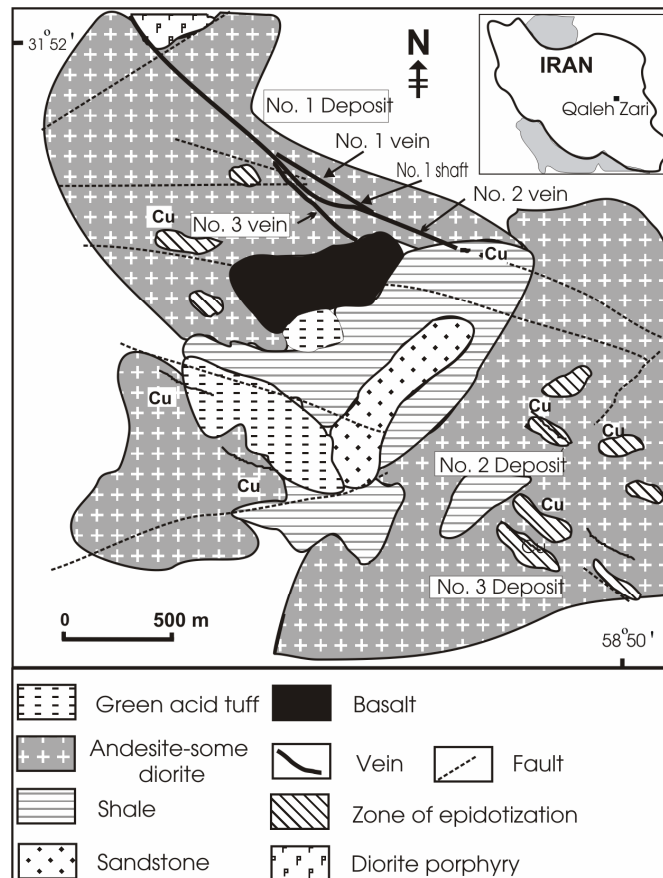 31°52'
N
IRAN
Qaleh Zari
No. 1 Deposit
No. 1 vein
No. 1 shaft
No. 2 vein
Cu
No. 3 vein
Cu
Cu
Cu
Cu
No. 2 Deposit
Cu
Cu
Cu
No. 3 Deposit
0 500 m
58°50'
Green acid tuff
Basalt
Andesite-some
diorite
Vein
Fault
Shale
Zone of epidotization
Sandstone
Diorite porphyry